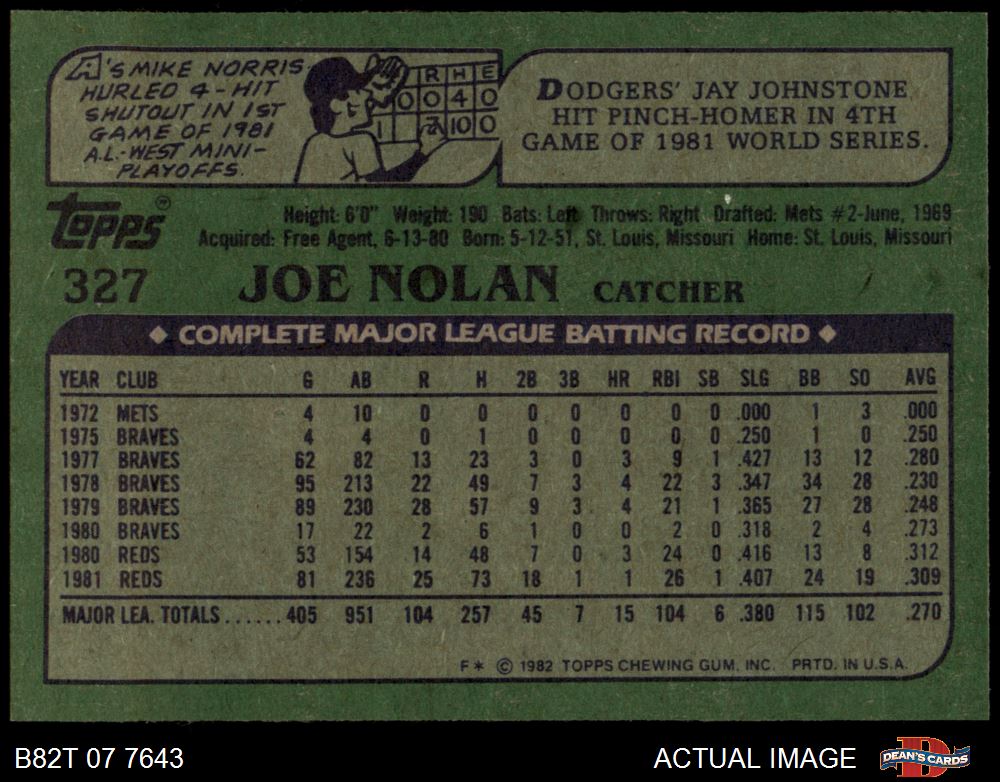 A'S MIKE NORRIS
HURLED 4-HIT
SHUTOUT IN 1ST
GAME OF 1981
A.L.-WEST MINI-
PLAYOFFS.
R H E
0 0 4 0
1 10 0
DODGERS' JAY JOHNSTONE
HIT PINCH-HOMER IN 4TH
GAME OF 1981 WORLD SERIES.
TOPPS
Height: 6'0" Weight: 190 Bats: Left Throws: Right Drafted: Mets #2-June, 1969
Acquired: Free Agent, 6-13-80 Born: 5-12-51, St. Louis, Missouri Home: St. Louis, Missouri
327 JOE NOLAN CATCHER
◆ COMPLETE MAJOR LEAGUE BATTING RECORD ◆
YEAR CLUB G AB R H 2B 3B HR RBI SB SLG BB SO AVG
1972 METS 4 10 0 0 0 0 0 0 0 .000 1 3 .000
1975 BRAVES 4 4 0 1 0 0 0 0 0 .250 1 0 .250
1977 BRAVES 62 82 13 23 3 0 3 9 1 .427 13 12 .280
1978 BRAVES 95 213 22 49 7 3 4 22 3 .347 34 28 .230
1979 BRAVES 89 230 28 57 9 3 4 21 1 .365 27 28 .248
1980 BRAVES 17 22 2 6 1 0 0 2 0 .318 2 4 .273
1980 REDS 53 154 14 48 7 0 3 24 0 .416 13 8 .312
1981 REDS 81 236 25 73 18 1 1 26 1 .407 24 19 .309
MAJOR LEA. TOTALS......405 951 104 257 45 7 15 104 6 .380 115 102 .270
F* © 1982 TOPPS CHEWING GUM, INC. PRTD. IN U.S.A.
B82T 07 7643
ACTUAL IMAGE
DEAN'S CARDS